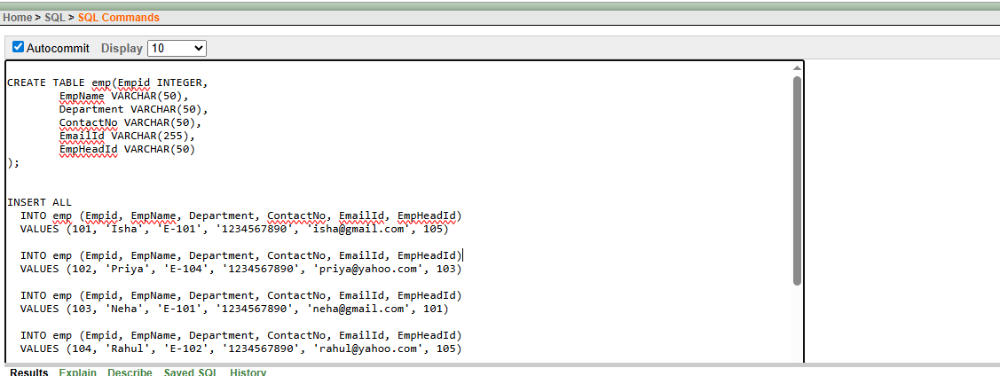 Home > SQL > SQL Commands
Autocommit Display 10
CREATE TABLE emp(Empid INTEGER,
EmpName VARCHAR(50),
Department VARCHAR(50),
ContactNo VARCHAR(50),
EmailId VARCHAR(255),
EmpHeadId VARCHAR(50)
);
INSERT ALL
INTO emp (Empid, EmpName, Department, ContactNo, EmailId, EmpHeadId)
VALUES (101, 'Isha', 'E-101', '1234567890', 'isha@gmail.com', 105)
INTO emp (Empid, EmpName, Department, ContactNo, EmailId, EmpHeadId)
VALUES (102, 'Priya', 'E-104', '1234567890', 'priya@yahoo.com', 103)
INTO emp (Empid, EmpName, Department, ContactNo, EmailId, EmpHeadId)
VALUES (103, 'Neha', 'E-101', '1234567890', 'neha@gmail.com', 101)
INTO emp (Empid, EmpName, Department, ContactNo, EmailId, EmpHeadId)
VALUES (104, 'Rahul', 'E-102', '1234567890', 'rahul@yahoo.com', 105)
Results Explain Describe Saved SQL History